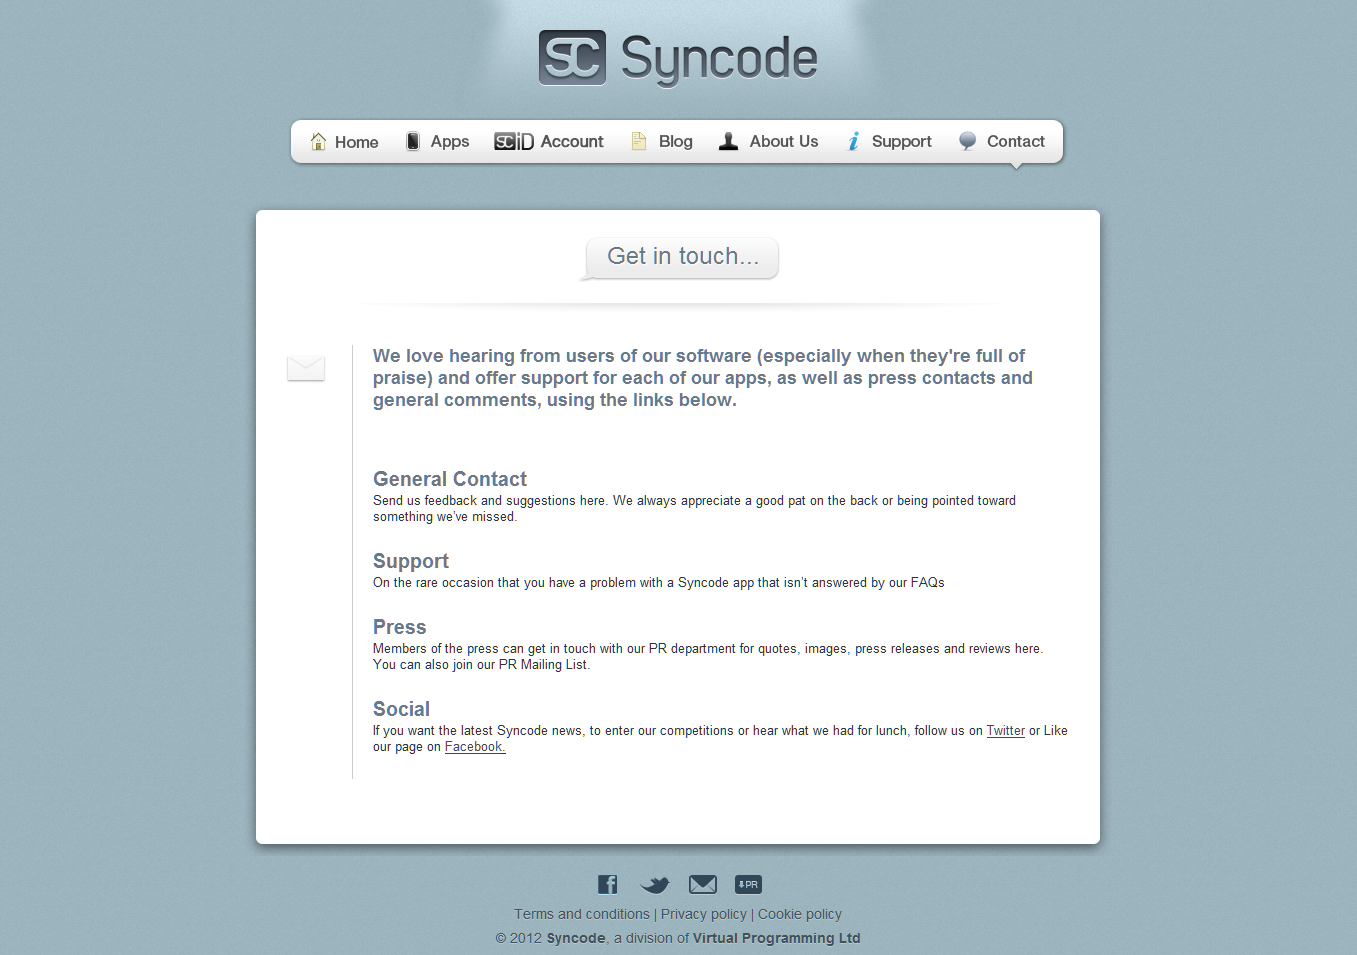 SC Syncode
Home Apps SCiD Account Blog About Us Support Contact
Get in touch...
We love hearing from users of our software (especially when they're full of
praise) and offer support for each of our apps, as well as press contacts and
general comments, using the links below.
General Contact
Send us feedback and suggestions here. We always appreciate a good pat on the back or being pointed toward
something we've missed.
Support
On the rare occasion that you have a problem with a Syncode app that isn't answered by our FAQs
Press
Members of the press can get in touch with our PR department for quotes, images, press releases and reviews here.
You can also join our PR Mailing List.
Social
If you want the latest Syncode news, to enter our competitions or hear what we had for lunch, follow us on Twitter or Like
our page on Facebook.
PR
Terms and conditions | Privacy policy | Cookie policy
© 2012 Syncode, a division of Virtual Programming Ltd